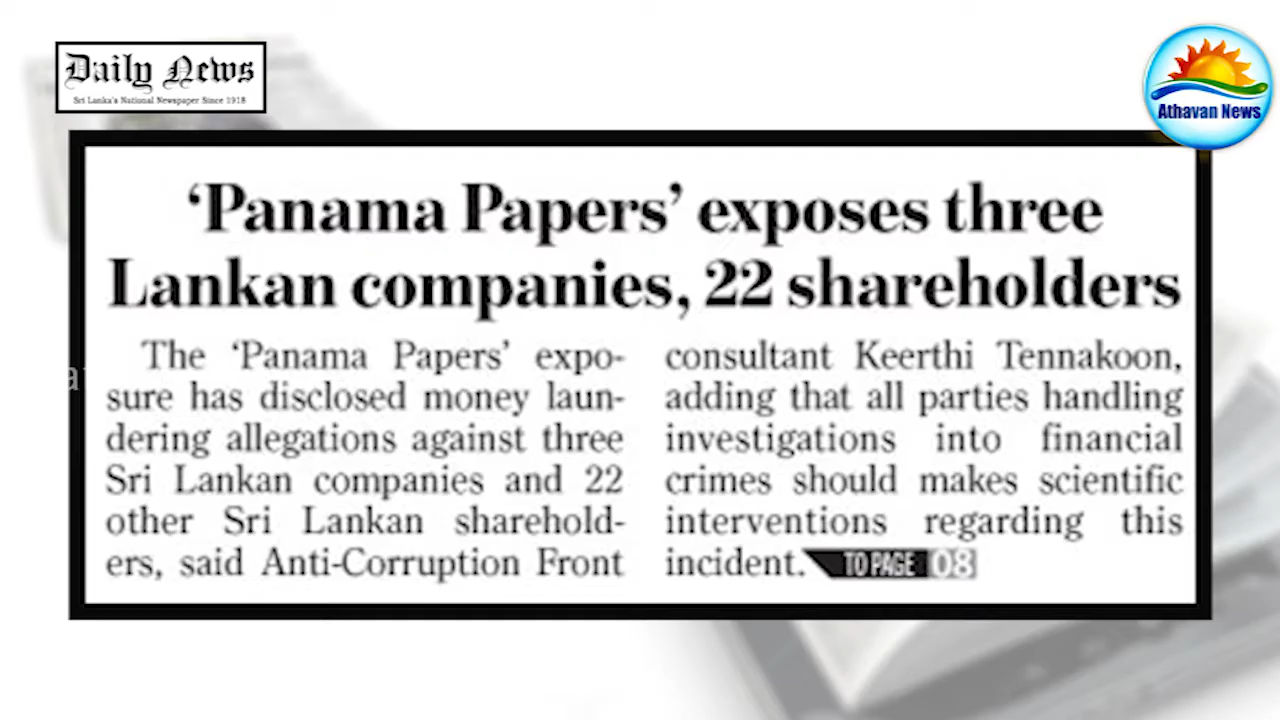 Daily News
Sri Lanka's National Newspaper Since 1918
Athavan News
‘Panama Papers’ exposes three
Lankan companies, 22 shareholders
The ‘Panama Papers’ expo-
sure has disclosed money laun-
dering allegations against three
Sri Lankan companies and 22
other Sri Lankan sharehold-
ers, said Anti-Corruption Front
consultant Keerthi Tennakoon,
adding that all parties handling
investigations into financial
crimes should makes scientific
interventions regarding this
incident. TO PAGE 08